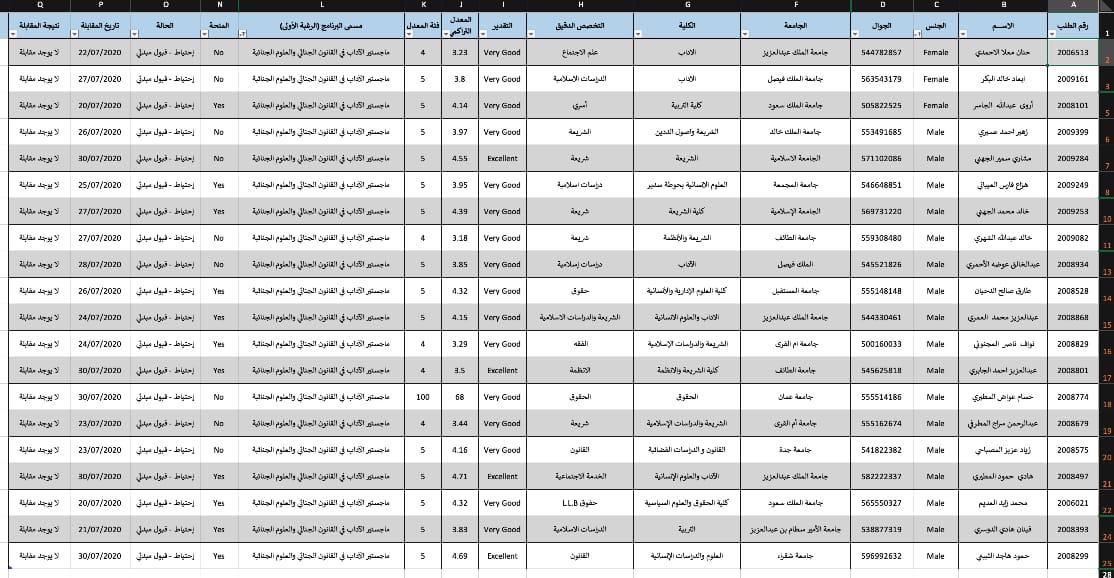 A B C D F G H I J K L N O P Q
1 رقم الطلب الاســم الجنس الجوال الجامعة الكلية التخصص الدقيق التقدير المعدل التراكمي فئة المعدل مسمى البرنامج (الرغبة الأولى) المنحة الحالة تاريخ المقابلة نتيجة المقابلة
2 2006513 حنان معلا الاحمدي Female 544782857 جامعة الملك عبدالعزيز الاداب علم الاجتماع Very Good 3.23 4 ماجستير الآداب في القانون الجنائي والعلوم الجنائية No إحتياط - قبول مبدئي 22/07/2020 لا يوجد مقابلة
3 2009161 خالد البكر Female 563543179 جامعة الملك فيصل الاداب الدراسات الاسلامية Very Good 3.8 5 ماجستير الآداب في القانون الجنائي والعلوم الجنائية No إحتياط - قبول مبدئي 27/07/2020 لا يوجد مقابلة
5 2008101 أروى عبدالله الجاسر Female 505822525 جامعة الملك سعود كلية التربية أسري Very Good 4.14 5 ماجستير الآداب في القانون الجنائي والعلوم الجنائية Yes إحتياط - قبول مبدئي 20/07/2020 لا يوجد مقابلة
6 2009399 زهير احمد عسيري Male 553491685 جامعة الملك خالد الشريعة واصول الدين الشريعة Very Good 3.97 5 ماجستير الآداب في القانون الجنائي والعلوم الجنائية No إحتياط - قبول مبدئي 26/07/2020 لا يوجد مقابلة
7 2009284 مشاري سمير الجهني Male 571102086 الجامعة الاسلامية الشريعة شريعة Excellent 4.55 5 ماجستير الآداب في القانون الجنائي والعلوم الجنائية No إحتياط - قبول مبدئي 30/07/2020 لا يوجد مقابلة
8 2009249 هزاع فارس Male 546648851 جامعة المجمعة العلوم الانسانية بحوطة سدير دراسات اسلامية Very Good 3.95 5 ماجستير الآداب في القانون الجنائي والعلوم الجنائية Yes إحتياط - قبول مبدئي 25/07/2020 لا يوجد مقابلة
10 2009253 خالد محمد الجهني Male 569731220 الجامعة الإسلامية كلية الشريعة شريعة Very Good 4.39 5 ماجستير الآداب في القانون الجنائي والعلوم الجنائية Yes إحتياط - قبول مبدئي 27/07/2020 لا يوجد مقابلة
11 2009082 خالد عبدالله الشهري Male 559308480 جامعة الطائف الشريعة والأنظمة شريعة Very Good 3.18 4 ماجستير الآداب في القانون الجنائي والعلوم الجنائية No إحتياط - قبول مبدئي 27/07/2020 لا يوجد مقابلة
13 2008934 عبدالخالق عوضه الأحمري Male 545521826 الملك فيصل الآداب دراسات إسلامية Very Good 3.85 5 ماجستير الآداب في القانون الجنائي والعلوم الجنائية No إحتياط - قبول مبدئي 28/07/2020 لا يوجد مقابلة
14 2008528 طارق صالح الدحيان Male 555148148 جامعة المستقبل كلية العلوم الإدارية والأنسانية حقوق Very Good 4.32 5 ماجستير الآداب في القانون الجنائي والعلوم الجنائية Yes إحتياط - قبول مبدئي 26/07/2020 لا يوجد مقابلة
15 2008868 عبدالعزيز محمد العمري Male 544330461 جامعة الملك عبدالعزيز الاداب والعلوم الانسانية الشريعة والدراسات الاسلامية Very Good 4.15 5 ماجستير الآداب في القانون الجنائي والعلوم الجنائية Yes إحتياط - قبول مبدئي 24/07/2020 لا يوجد مقابلة
16 2008829 نواف ناصر المجنوني Male 500160033 جامعة ام القرى الشريعة والدراسات الإسلامية الفقه Very Good 3.29 4 ماجستير الآداب في القانون الجنائي والعلوم الجنائية Yes إحتياط - قبول مبدئي 24/07/2020 لا يوجد مقابلة
17 2008801 عبدالعزيز احمد الجابري Male 545625818 جامعة الطائف كلية الشريعة والانظمة الانظمة Excellent 3.5 4 ماجستير الآداب في القانون الجنائي والعلوم الجنائية Yes إحتياط - قبول مبدئي 30/07/2020 لا يوجد مقابلة
18 2008774 حسام عواض المطيري Male 555514186 جامعة عمان الحقوق الحقوق Very Good 68 100 ماجستير الآداب في القانون الجنائي والعلوم الجنائية No إحتياط - قبول مبدئي 30/07/2020 لا يوجد مقابلة
19 2008679 عبدالرحمن سراج المطرفي Male 555162674 جامعة أم القرى الشريعة والدراسات الإسلامية شريعة Very Good 3.44 4 ماجستير الآداب في القانون الجنائي والعلوم الجنائية No إحتياط - قبول مبدئي 23/07/2020 لا يوجد مقابلة
20 2008575 زياد عزيز المصباحي Male 541822382 جامعة جدة القانون و الدراسات القضائية القانون Very Good 4.16 5 ماجستير الآداب في القانون الجنائي والعلوم الجنائية No إحتياط - قبول مبدئي 23/07/2020 لا يوجد مقابلة
21 2008497 هادي حمود المطيري Male 582222337 جامعة الملك عبدالعزيز الآداب والعلوم الإنسانية الخدمة الاجتماعية Excellent 4.71 5 ماجستير الآداب في القانون الجنائي والعلوم الجنائية Yes إحتياط - قبول مبدئي 30/07/2020 لا يوجد مقابلة
22 2006021 محمد زايد العديم Male 565550327 جامعة الملك سعود كلية الحقوق والعلوم السياسية حقوق L.L.B Very Good 4.32 5 ماجستير الآداب في القانون الجنائي والعلوم الجنائية Yes إحتياط - قبول مبدئي 20/07/2020 لا يوجد مقابلة
24 2008393 هادي الدوسري Male 538877319 جامعة الأمير سطام بن عبدالعزيز التربية الدراسات الاسلامية Very Good 3.83 5 ماجستير الآداب في القانون الجنائي والعلوم الجنائية Yes إحتياط - قبول مبدئي 21/07/2020 لا يوجد مقابلة
25 2008299 حمود هاجد الثبيتي Male 596992632 جامعة شقراء العلوم والدراسات الإنسانية القانون Excellent 4.69 5 ماجستير الآداب في القانون الجنائي والعلوم الجنائية Yes إحتياط - قبول مبدئي 30/07/2020 لا يوجد مقابلة
28